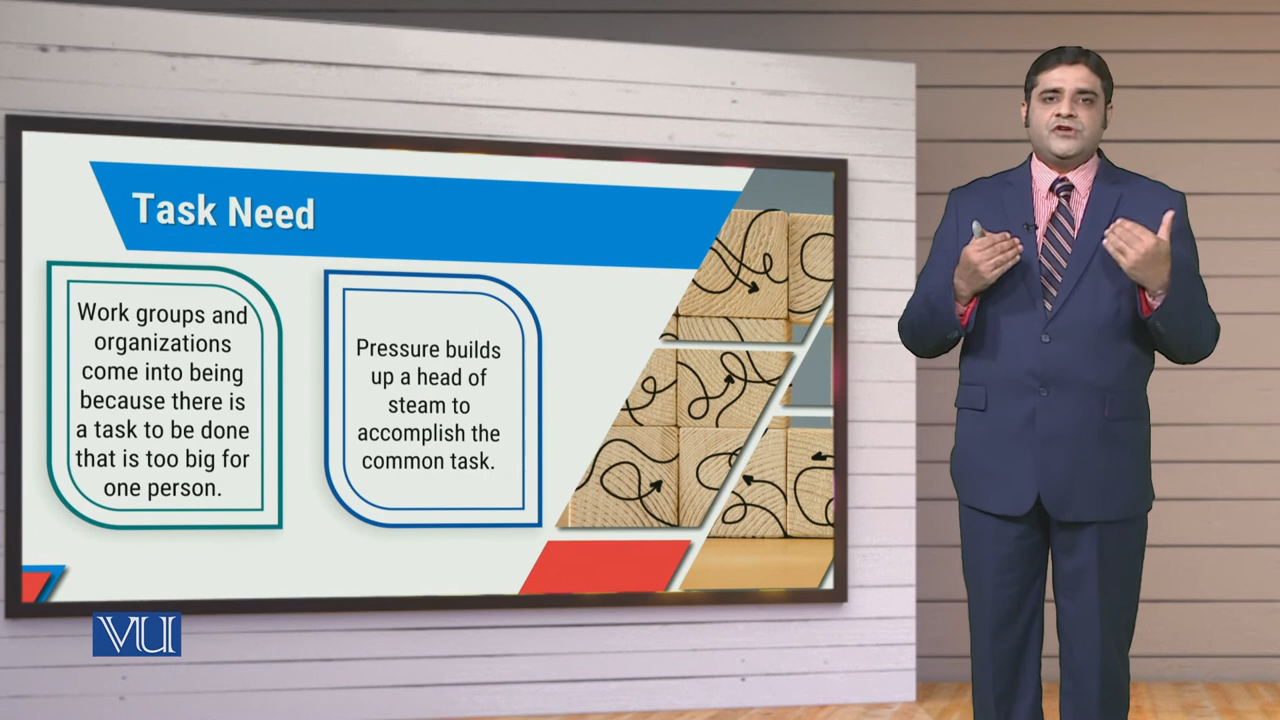 Task Need
Work groups and
organizations
come into being
because there is
a task to be done
that is too big for
one person.
Pressure builds
up a head of
steam to
accomplish the
common task.
VU